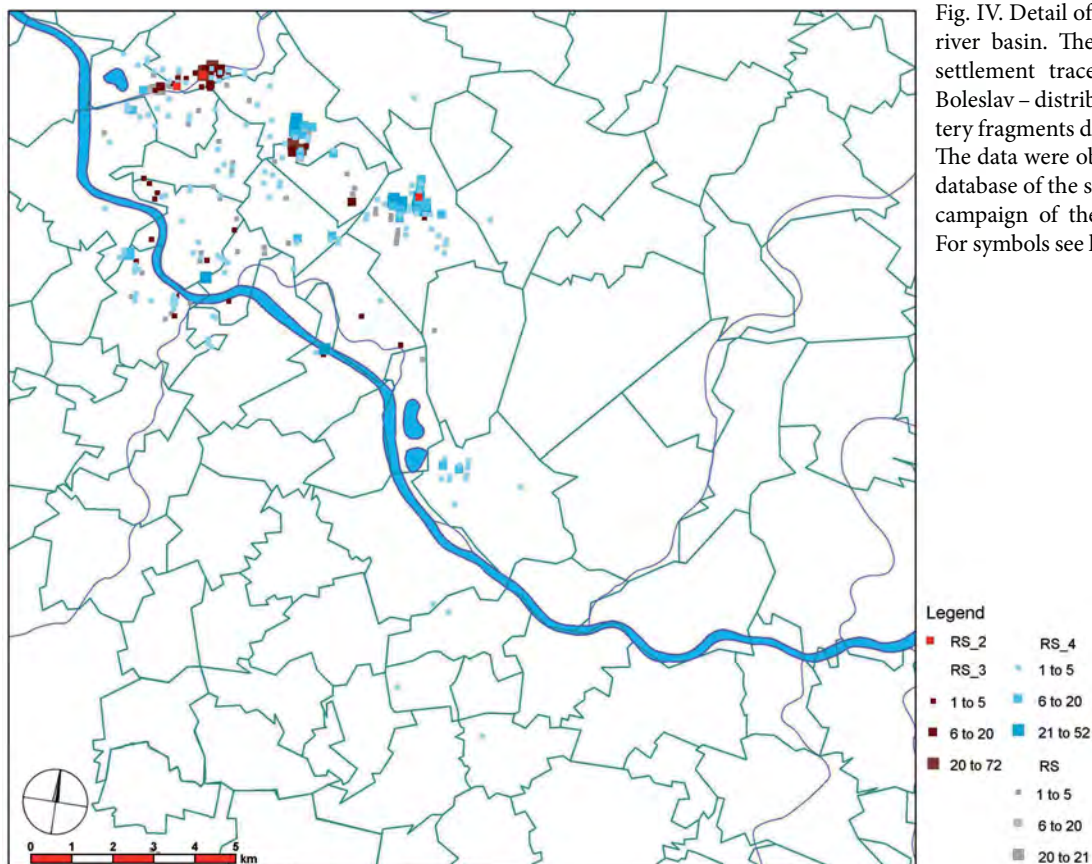 Fig. IV. Detail of
river basin. The
settlement trace
Boleslav – distrib
tery fragments d
The data were ob
database of the s
campaign of the
For symbols see
Legend
RS_2
RS_3
1 to 5
6 to 20
20 to 72
RS_4
1 to 5
6 to 20
21 to 52
RS
1 to 5
6 to 20
20 to 21
0 1 2 3 4 5
km